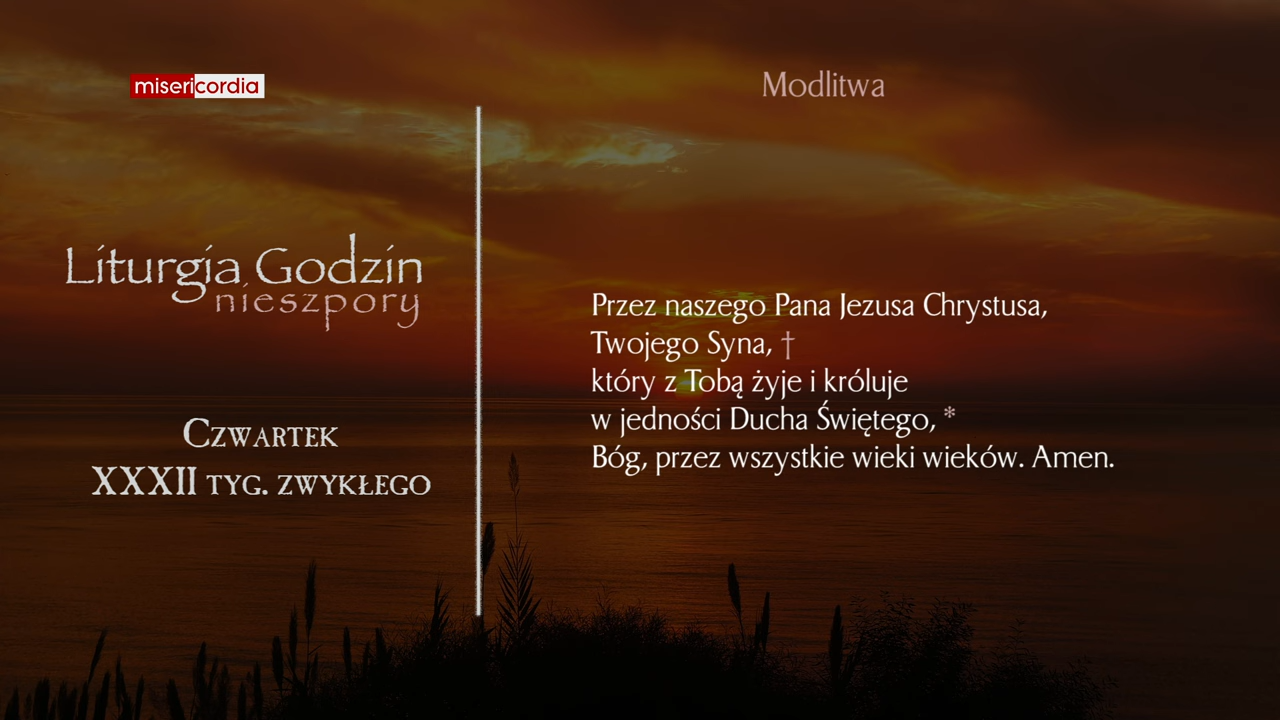 misericordia
Modlitwa
Liturgia Godzin
nieszpory
Czwartek
XXXII tyg. zwykłego
Przez naszego Pana Jezusa Chrystusa,
Twojego Syna, †
który z Tobą żyje i króluje
w jedności Ducha Świętego, *
Bóg, przez wszystkie wieki wieków. Amen.